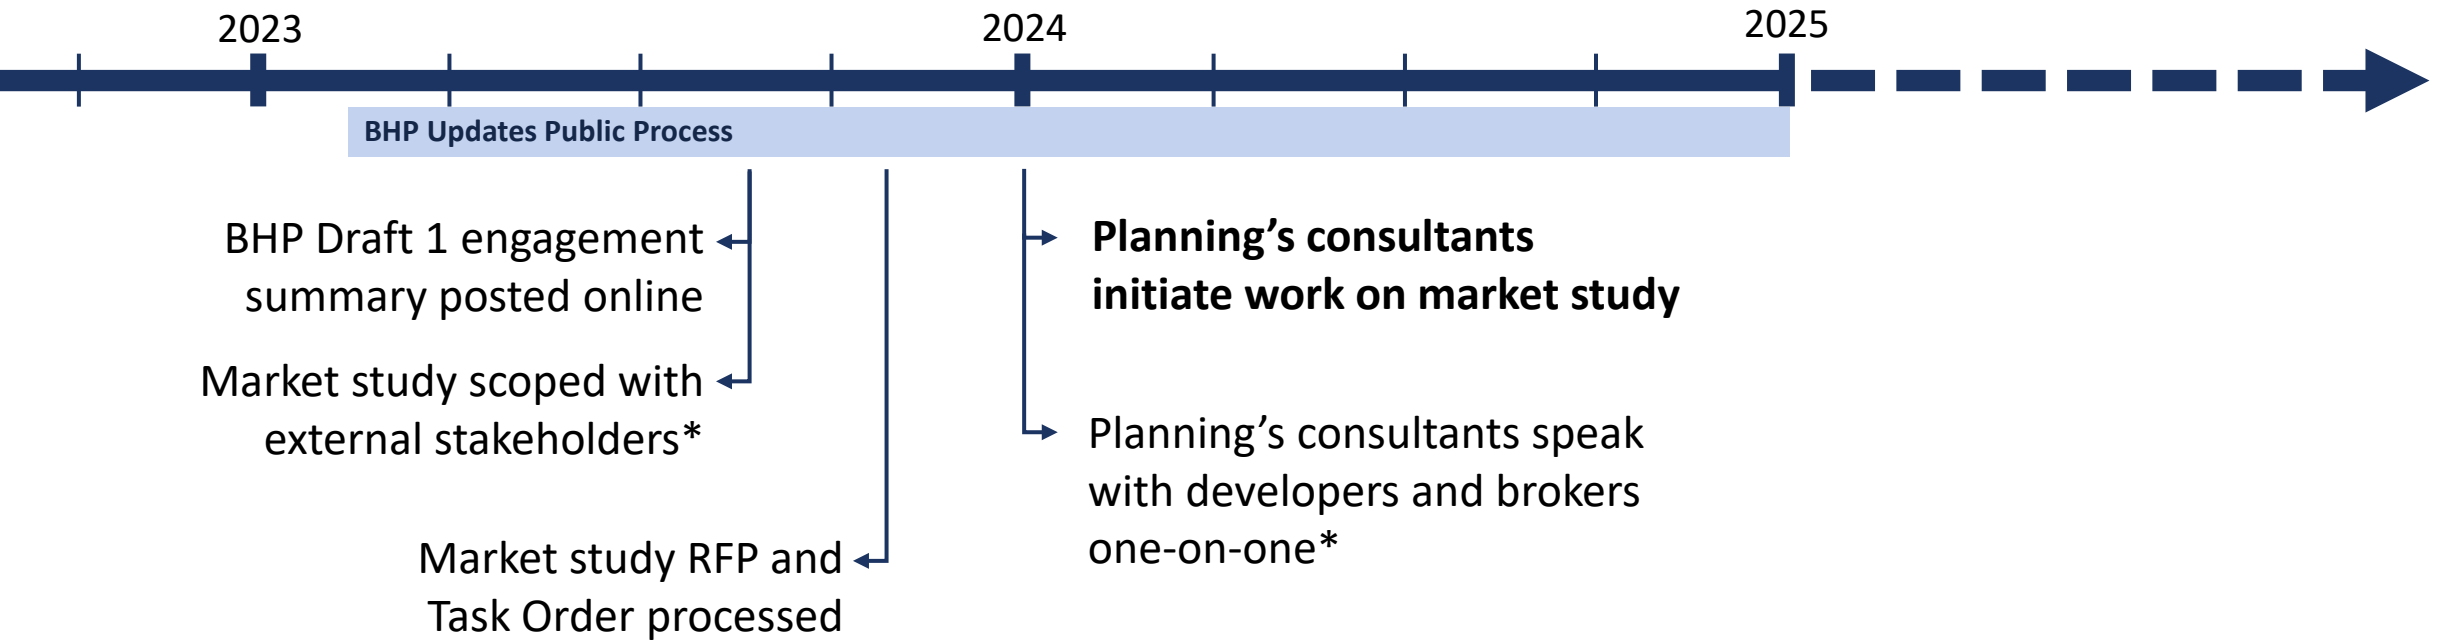 2023
2024
2025
BHP Updates Public Process
BHP Draft 1 engagement
summary posted online
Market study scoped with
external stakeholders*
Market study RFP and
Task Order processed
Planning’s consultants
initiate work on market study
Planning’s consultants speak
with developers and brokers
one-on-one*